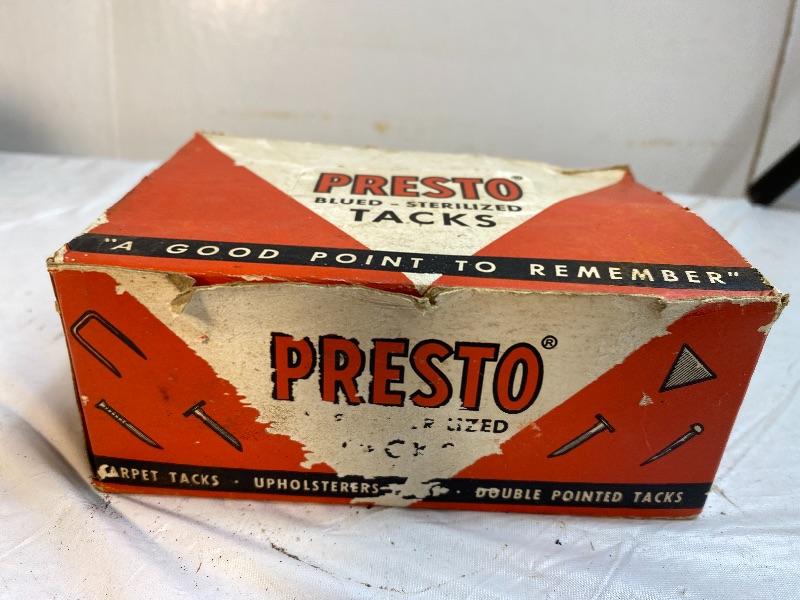 PRESTO®
BLUED - STERILIZED
TACKS
"A GOOD POINT TO REMEMBER"
PRESTO®
CARPET TACKS · UPHOLSTERERS · DOUBLE POINTED TACKS